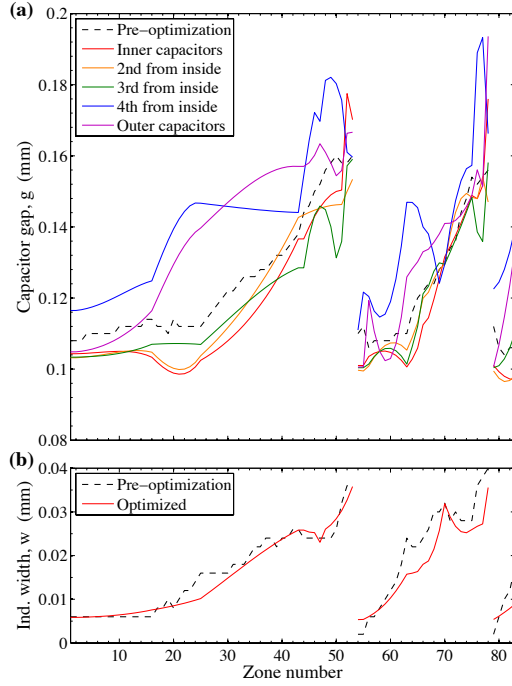 (a)
0.2
0.18
0.16
0.14
0.12
0.1
0.08
Capacitor gap, g (mm)
Pre−optimization
Inner capacitors
2nd from inside
3rd from inside
4th from inside
Outer capacitors
(b)
0.04
0.03
0.02
0.01
0
Ind. width, w (mm)
Pre−optimization
Optimized
10 20 30 40 50 60 70 80
Zone number